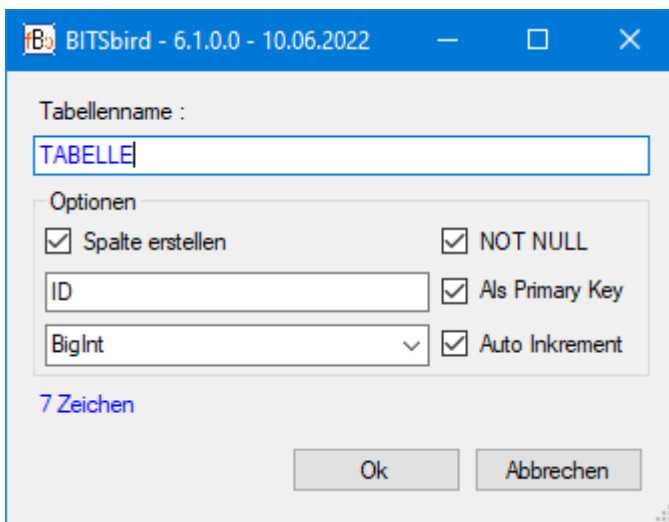 BITSbird - 6.1.0.0 - 10.06.2022
Tabellenname :
TABELLE
Optionen
Spalte erstellen NOT NULL
ID Als Primary Key
BigInt Auto Inkrement
7 Zeichen
Ok Abbrechen